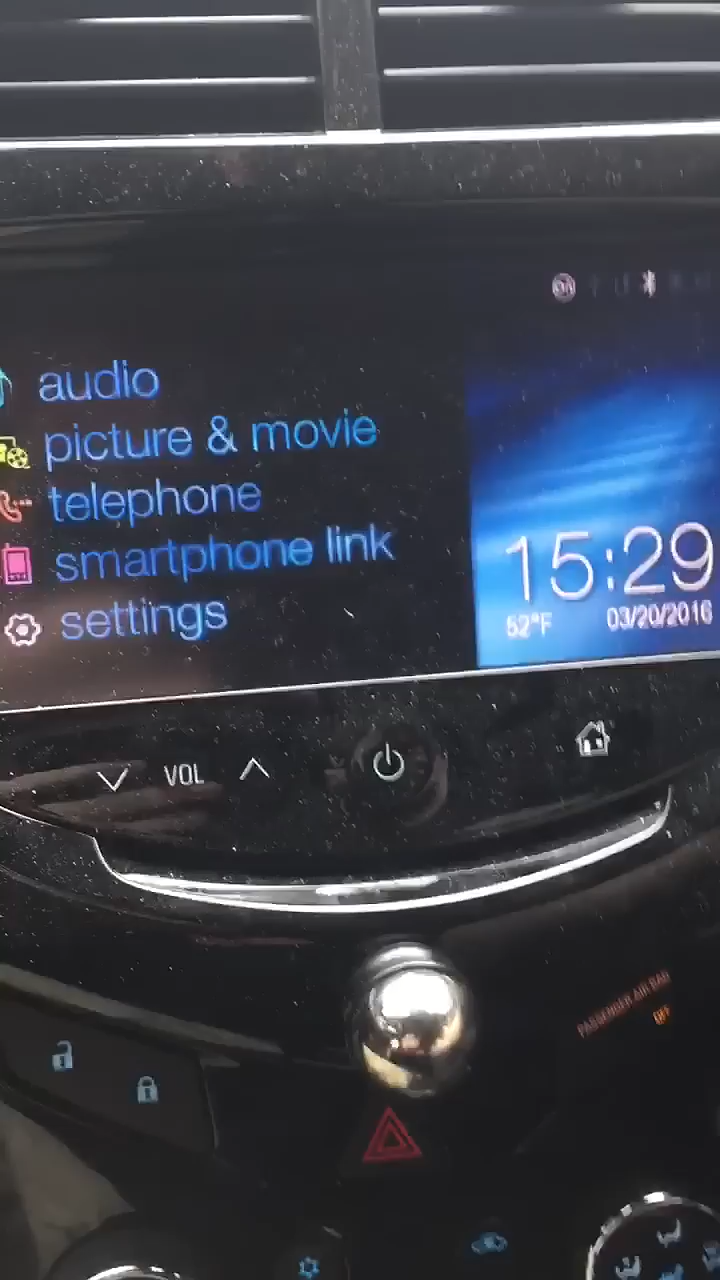 audio
picture & movie
telephone
smartphone link
settings
15:29
52°F 03/20/2016
VOL
PASSENGER AIR BAG
OFF